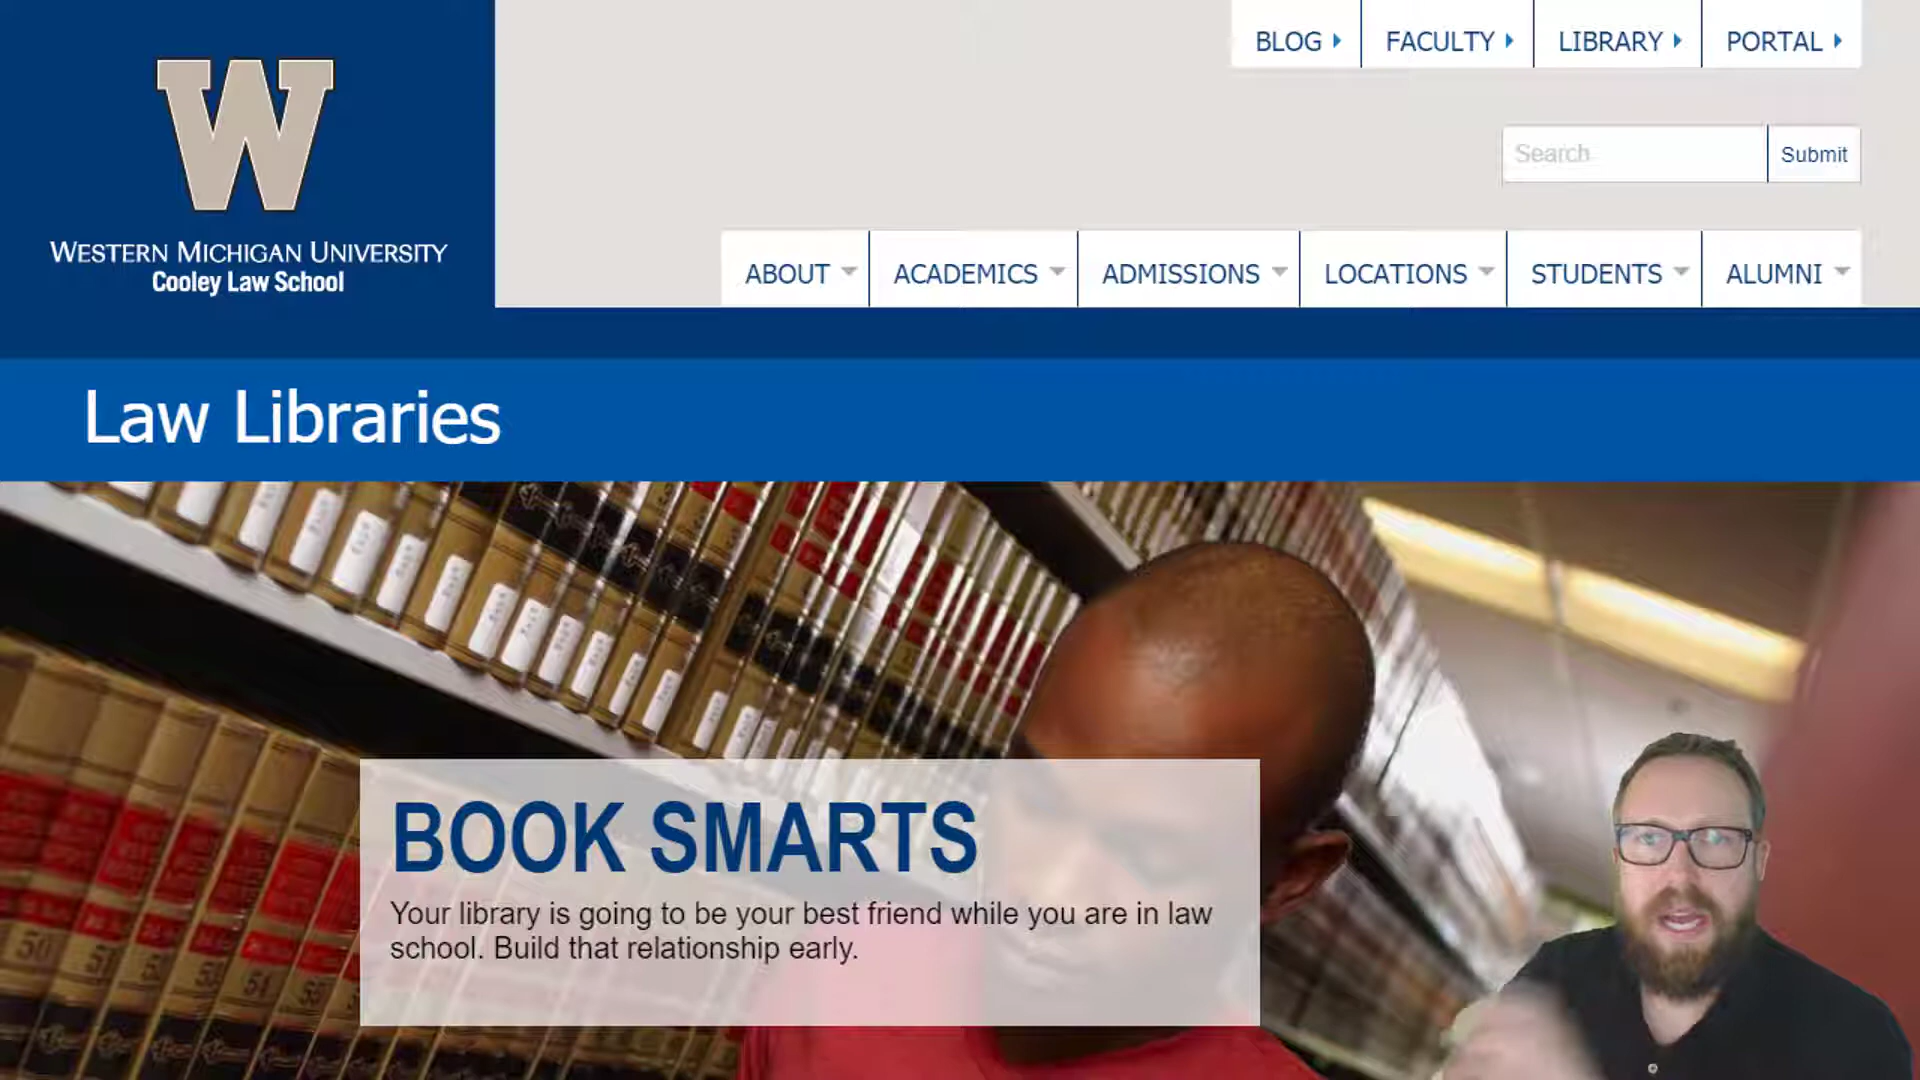 BLOG
FACULTY
LIBRARY
PORTAL
W
Search
Submit
WESTERN MICHIGAN UNIVERSITY
Cooley Law School
ABOUT
ACADEMICS
ADMISSIONS
LOCATIONS
STUDENTS
ALUMNI
Law Libraries
BOOK SMARTS
Your library is going to be your best friend while you are in law
school. Build that relationship early.
50
51